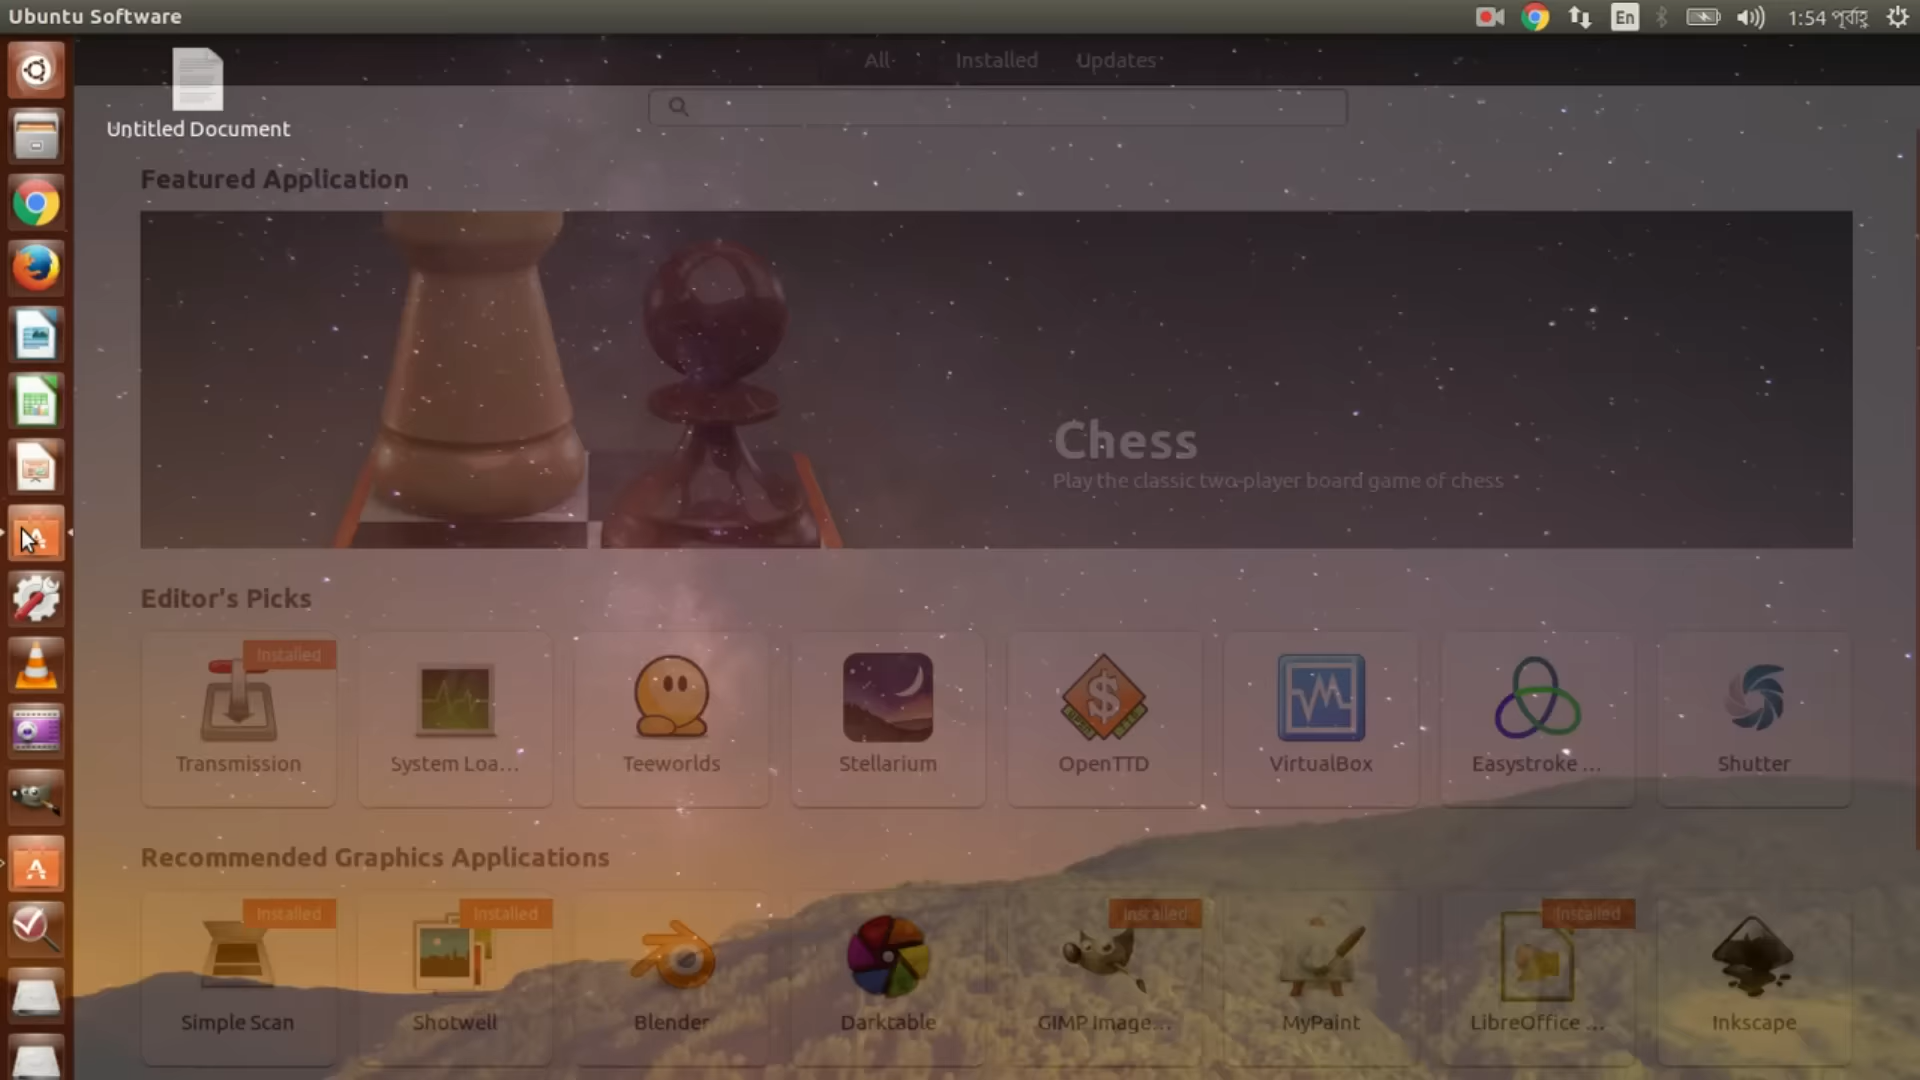 Ubuntu Software
En
1:54 পূর্বাহ্ণ
All
Installed
Updates
Untitled Document
Featured Application
Chess
Play the classic two-player board game of chess
Editor's Picks
Installed
Transmission
System Loa...
Teeworlds
Stellarium
OpenTTD
VirtualBox
Easystroke ...
Shutter
Recommended Graphics Applications
Installed
Installed
Installed
Installed
Simple Scan
Shotwell
Blender
Darktable
GIMP Image...
MyPaint
LibreOffice ...
Inkscape